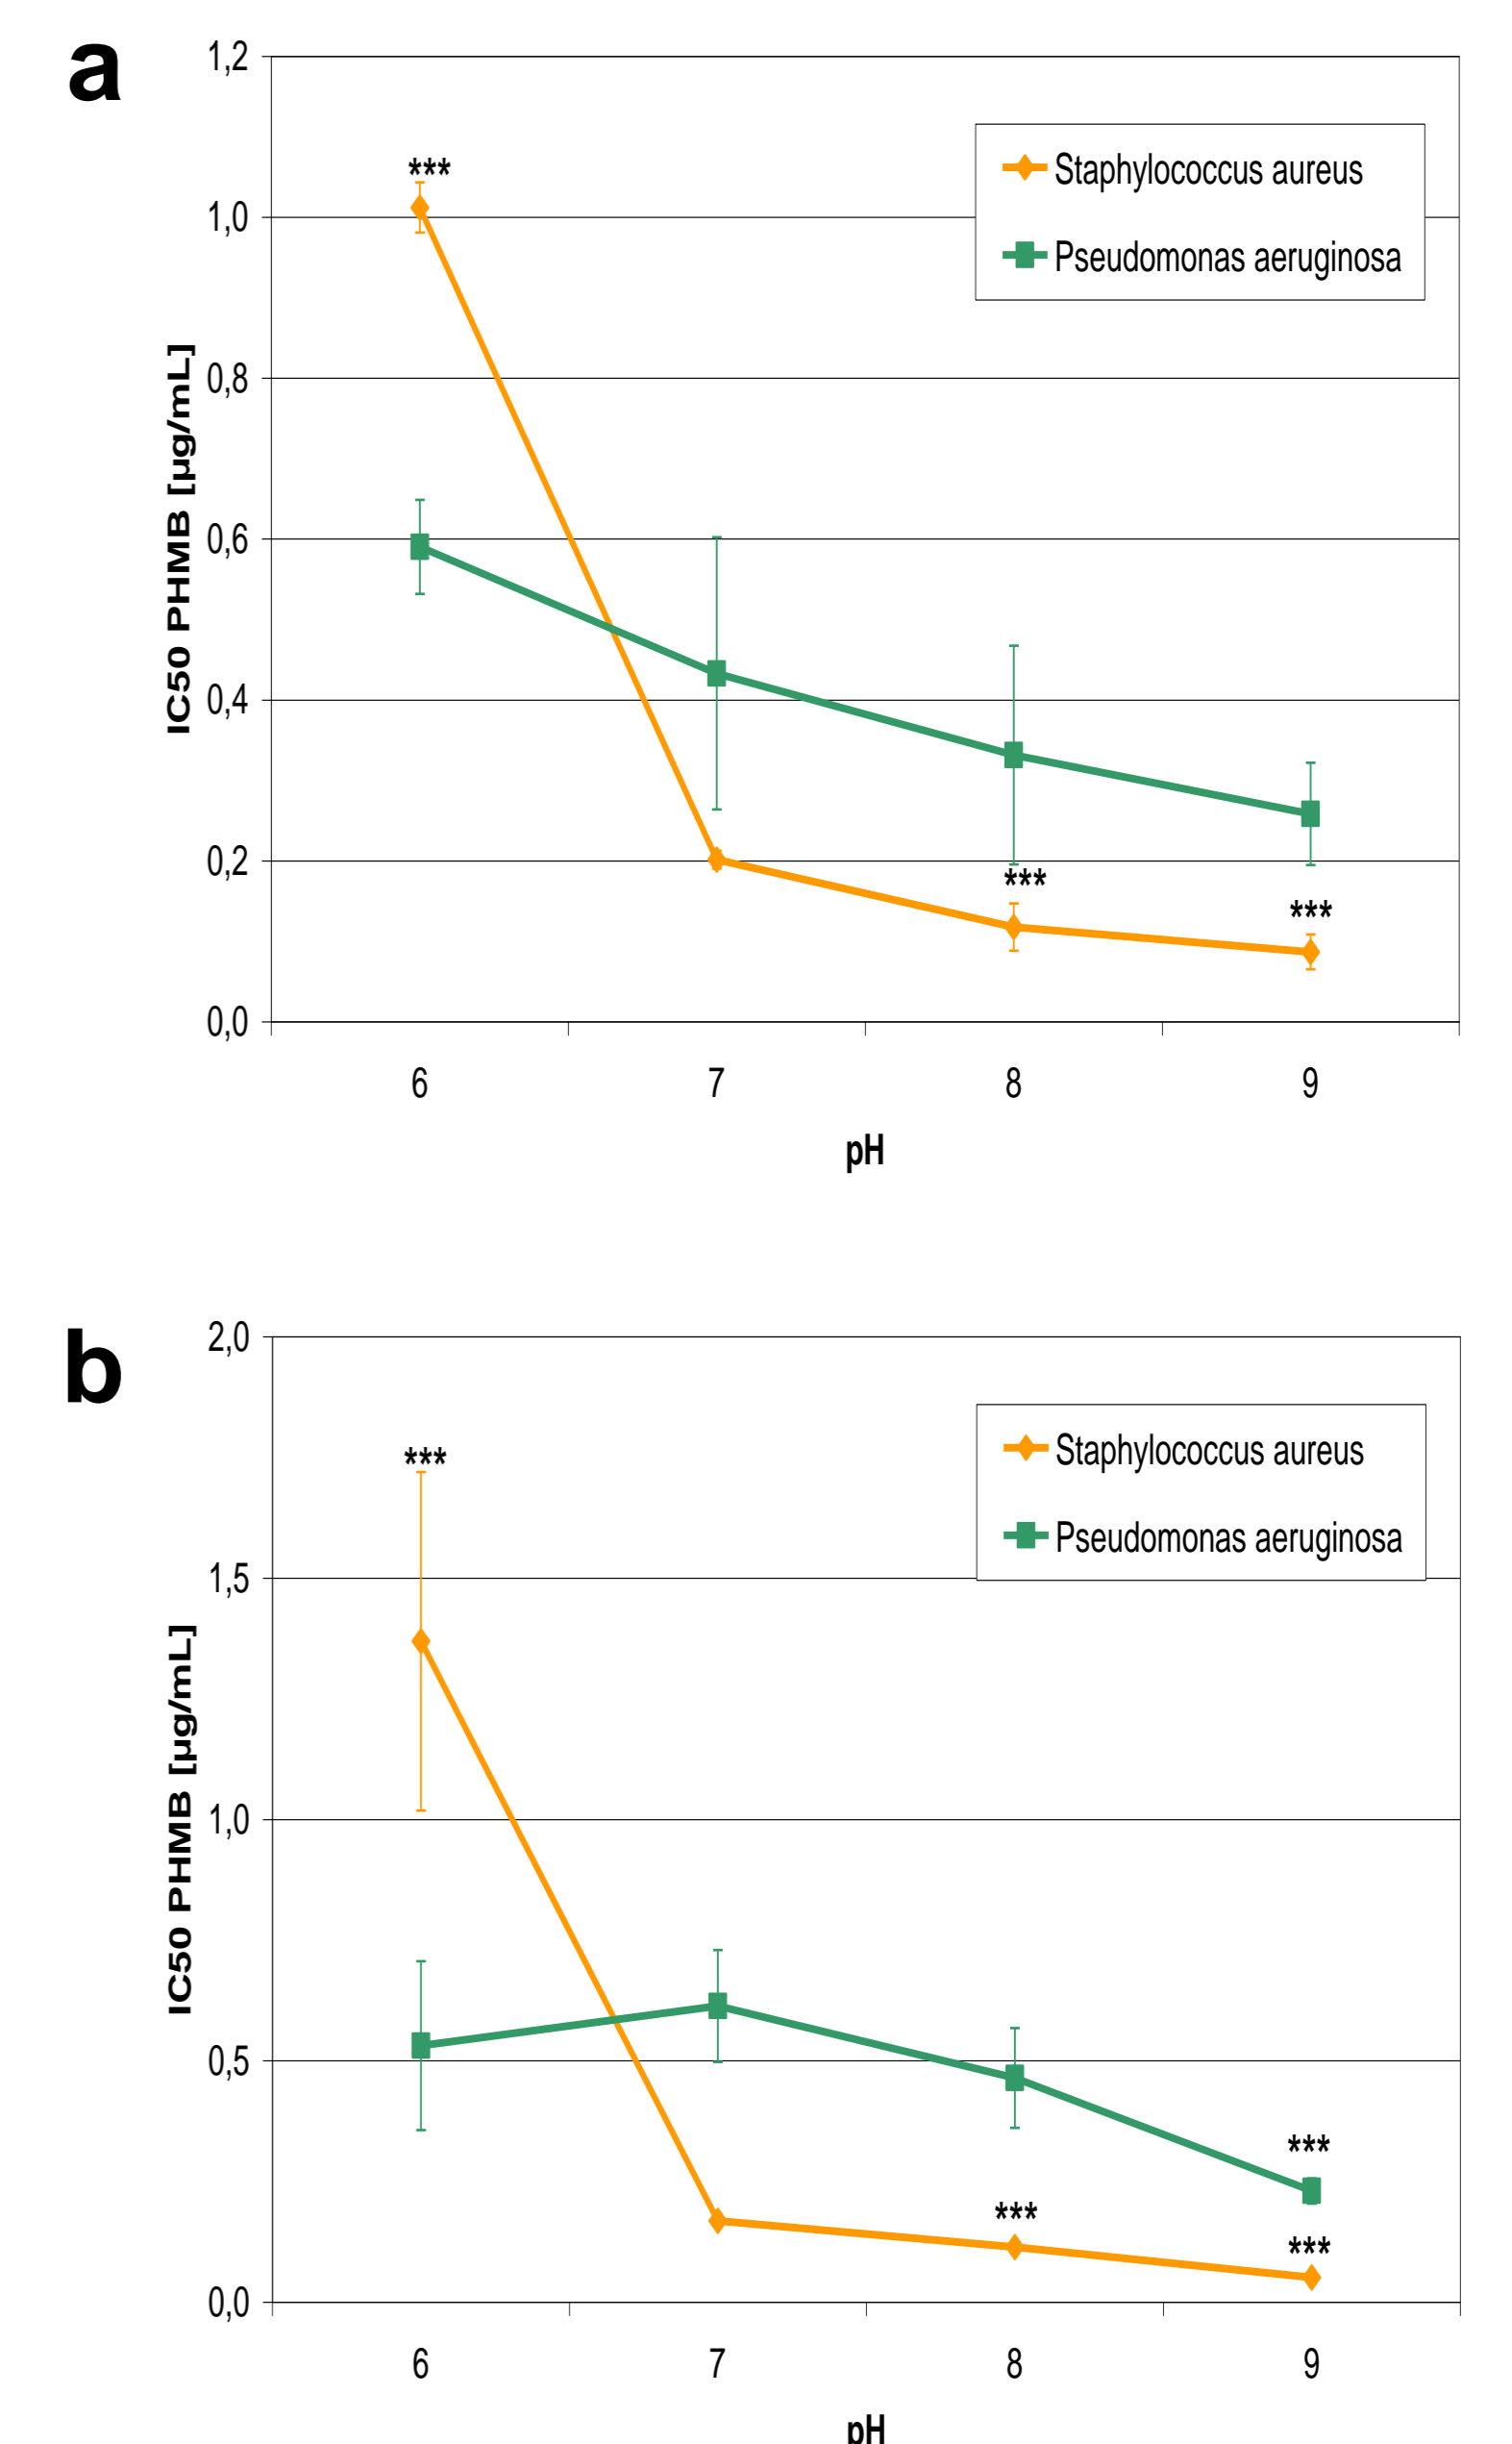 a
1,2
***
Staphylococcus aureus
1,0
Pseudomonas aeruginosa
0,8
IC50 PHMB [µg/mL]
0,6
0,4
0,2
***
***
0,0
6 7 8 9
pH
b
2,0
***
Staphylococcus aureus
Pseudomonas aeruginosa
1,5
IC50 PHMB [µg/mL]
1,0
0,5
***
***
***
0,0
6 7 8 9
pH